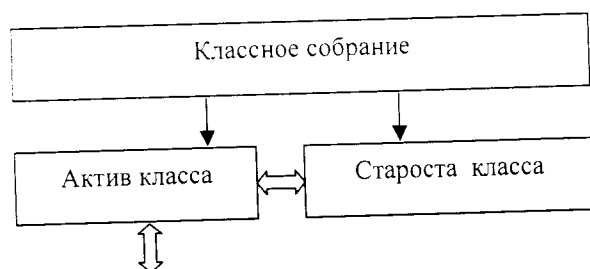 Классное собрание
Актив класса
Староста класса